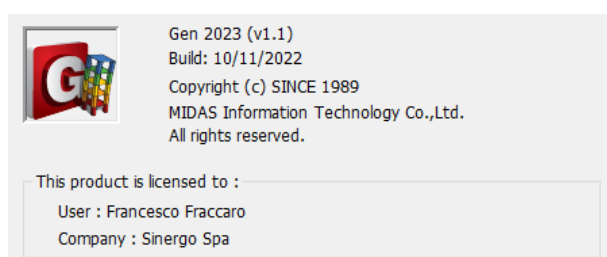 G
Gen 2023 (v1.1)
Build: 10/11/2022
Copyright (c) SINCE 1989
MIDAS Information Technology Co.,Ltd.
All rights reserved.
This product is licensed to :
User : Francesco Fraccaro
Company : Sinergo Spa